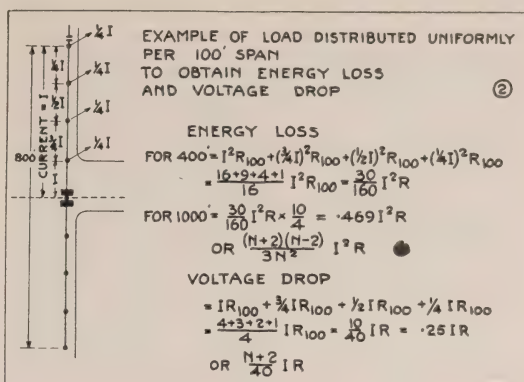 EXAMPLE OF LOAD DISTRIBUTED UNIFORMLY
PER 100' SPAN
TO OBTAIN ENERGY LOSS
AND VOLTAGE DROP
②
ENERGY LOSS
FOR 400' = I²R₁₀₀ + (¾I)²R₁₀₀ + (½I)²R₁₀₀ + (¼I)²R₁₀₀
= 16+9+4+1/16 I²R₁₀₀ = 30/160 I²R
FOR 1000' = 30/160 I²R × 10/4 = .469 I²R
OR (N+2)(N-2)/3N² I²R
VOLTAGE DROP
= IR₁₀₀ + ¾IR₁₀₀ + ½IR₁₀₀ + ¼IR₁₀₀
= 4+3+2+1/4 IR₁₀₀ = 10/40 IR = .25 IR
OR N+2/40 IR
¼I
¼I
¼I
¼I
¼I
½I
¾I
I
CURRENT = I
800'